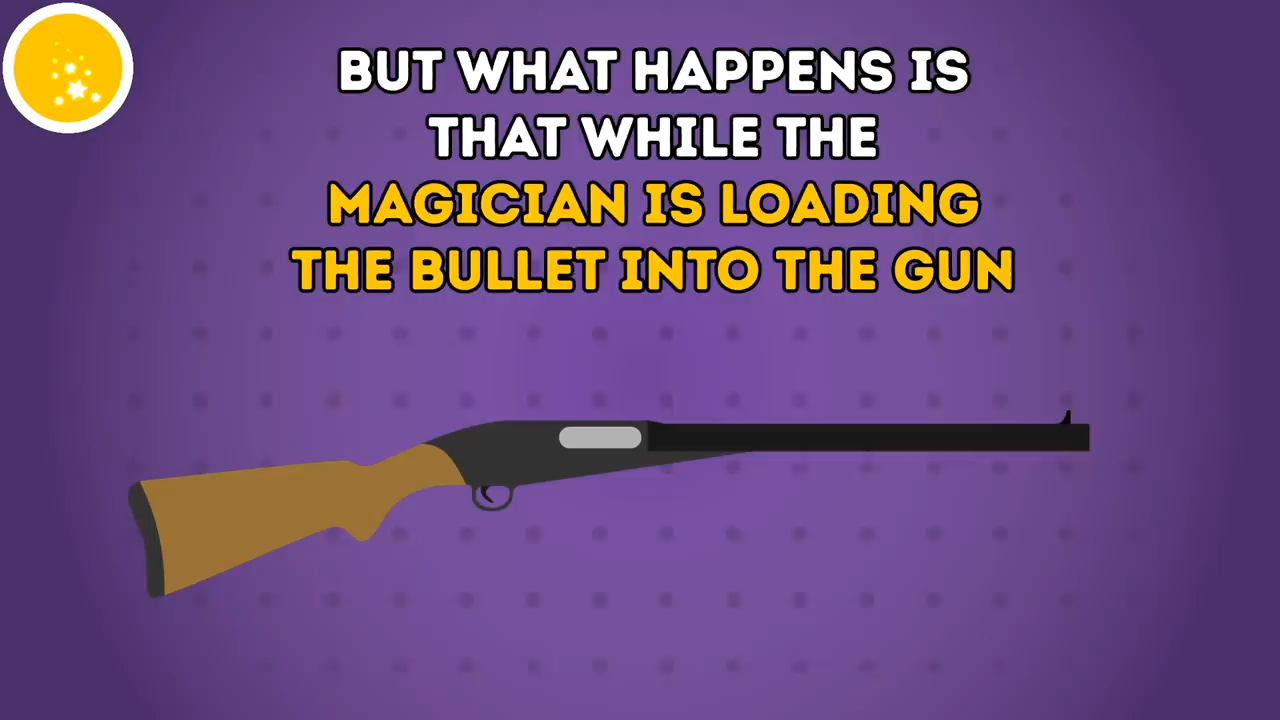 BUT WHAT HAPPENS IS
THAT WHILE THE
MAGICIAN IS LOADING
THE BULLET INTO THE GUN